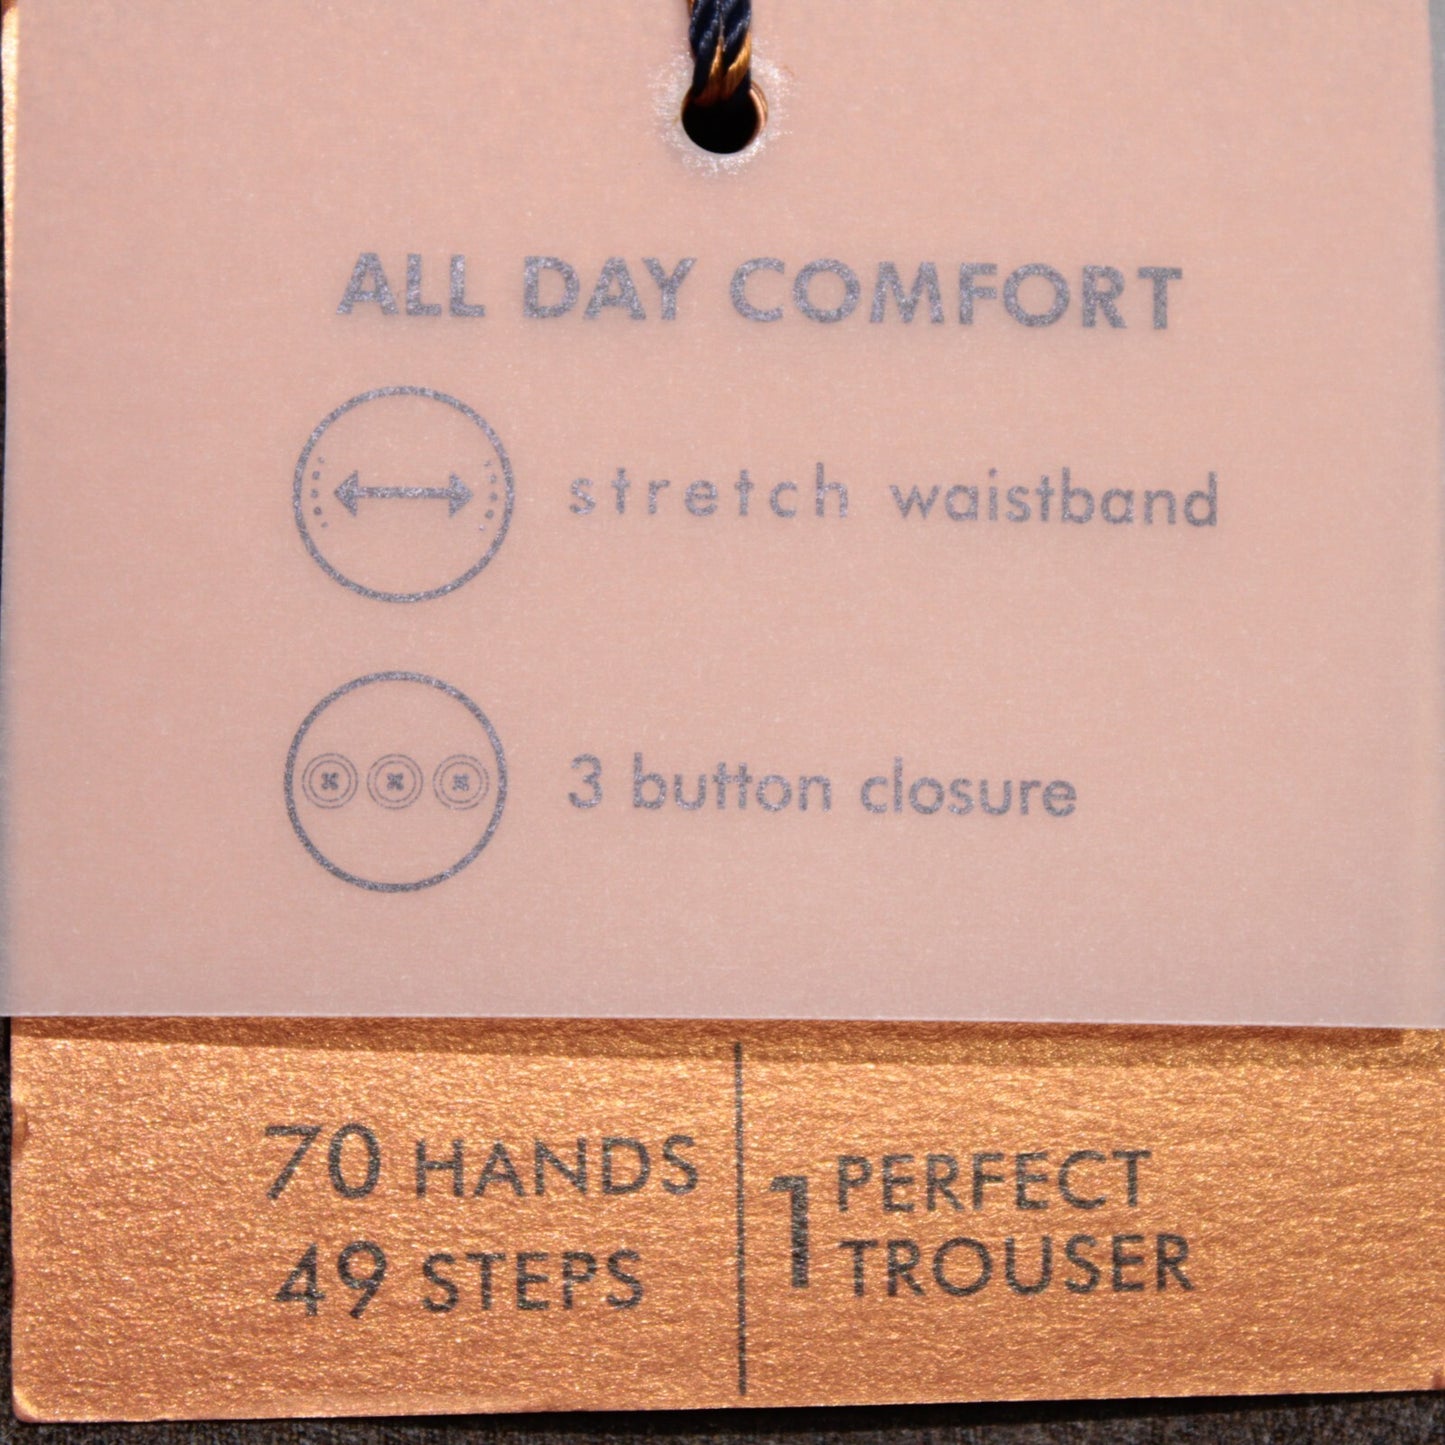 ALL DAY COMFORT
stretch waistband
3 button closure
70 HANDS
49 STEPS
1 PERFECT
TROUSER